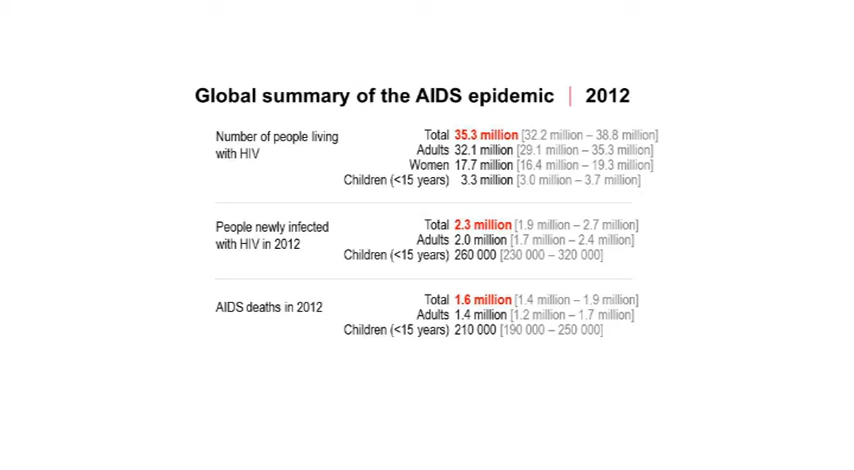 Global summary of the AIDS epidemic | 2012
Number of people living
with HIV
Total 35.3 million [32.2 million – 38.8 million]
Adults 32.1 million [29.1 million – 35.3 million]
Women 17.7 million [16.4 million – 19.3 million]
Children (<15 years) 3.3 million [3.0 million – 3.7 million]
People newly infected
with HIV in 2012
Total 2.3 million [1.9 million – 2.7 million]
Adults 2.0 million [1.7 million – 2.4 million]
Children (<15 years) 260 000 [230 000 – 320 000]
AIDS deaths in 2012
Total 1.6 million [1.4 million – 1.9 million]
Adults 1.4 million [1.2 million – 1.7 million]
Children (<15 years) 210 000 [190 000 – 250 000]